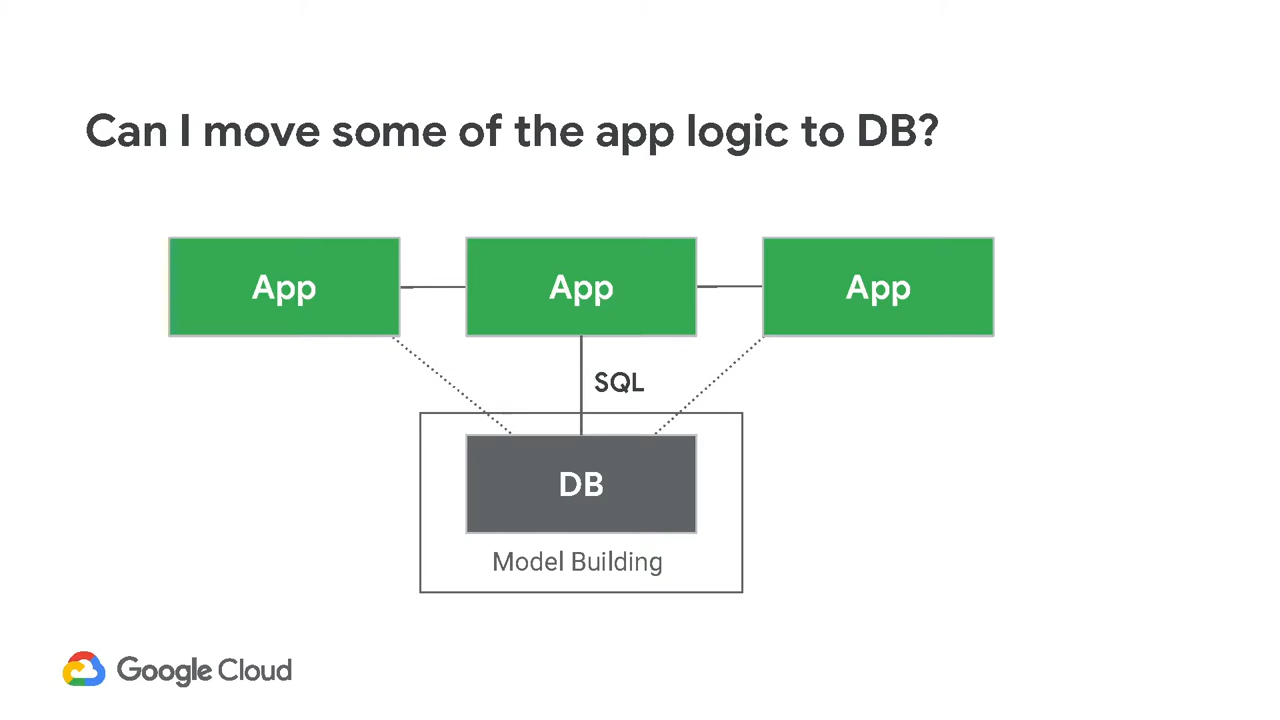 Can I move some of the app logic to DB?
App
App
App
SQL
DB
Model Building
Google Cloud